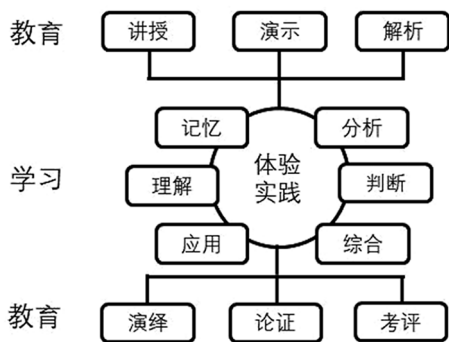 教育 讲授 演示 解析
记忆 分析
体验
学习 理解 实践 判断
应用 综合
教育 演绎 论证 考评